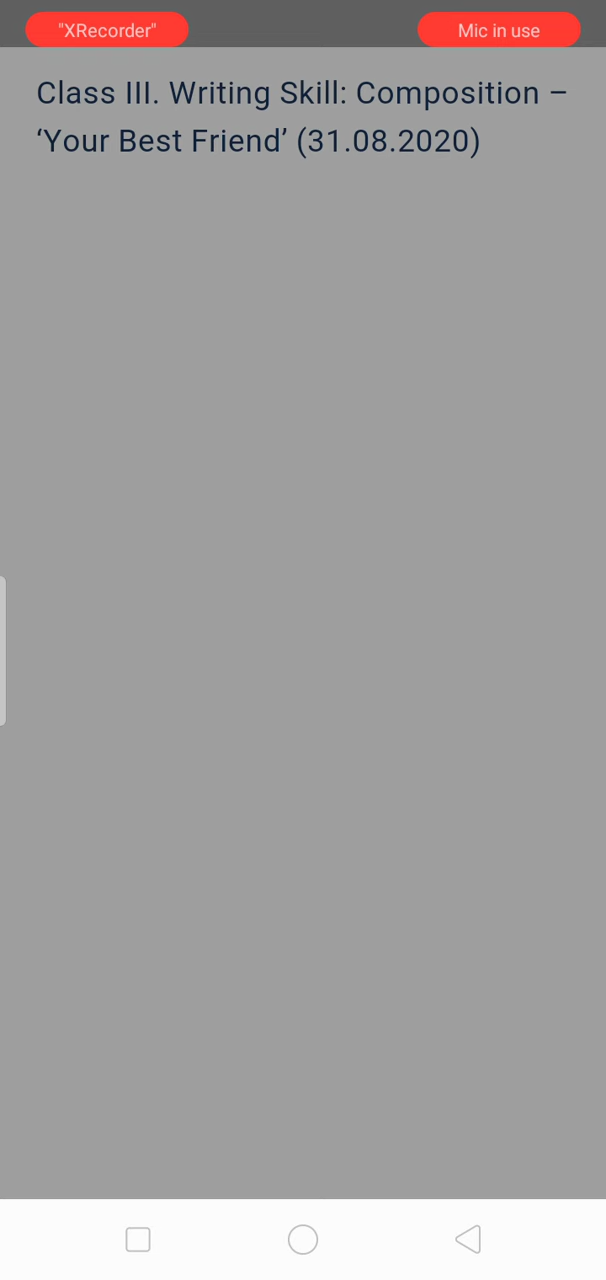 "XRecorder" Mic in use
Class III. Writing Skill: Composition –
‘Your Best Friend’ (31.08.2020)